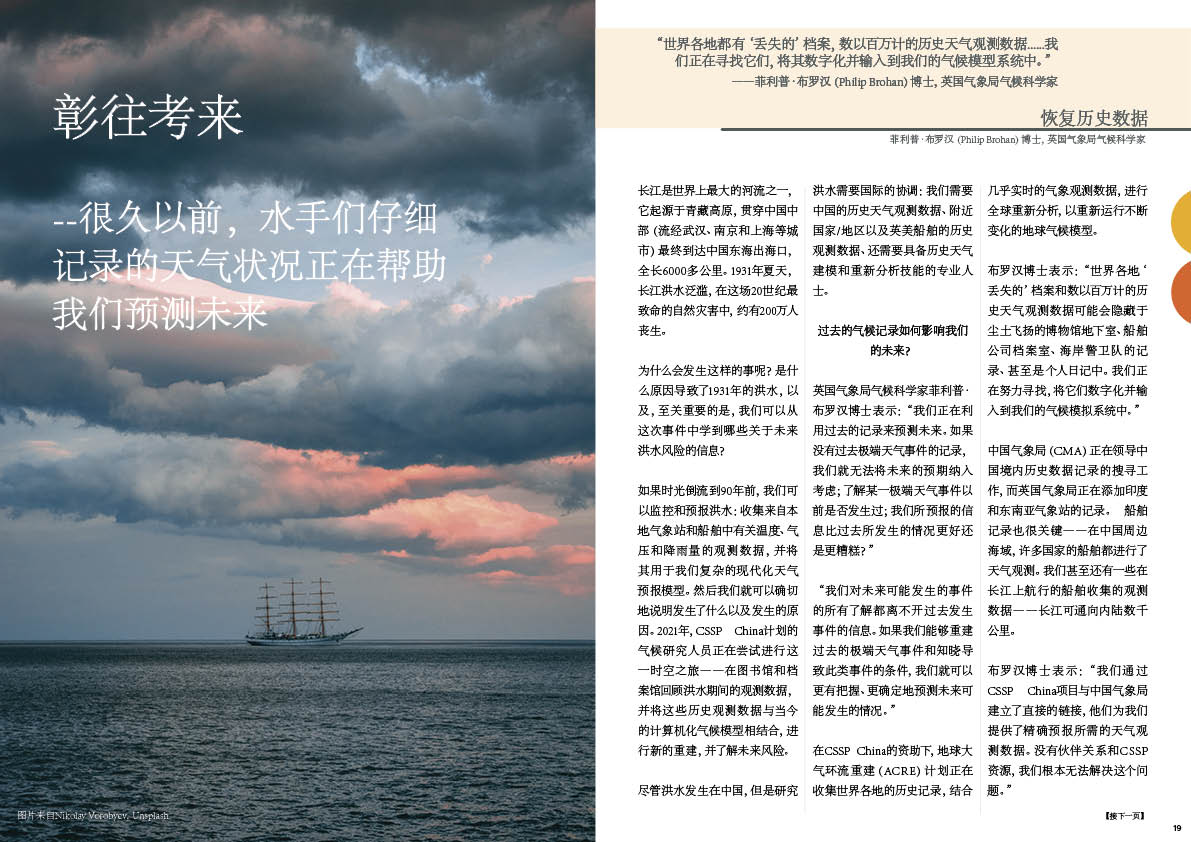 彰往考来
--很久以前，水手们仔细
记录的天气状况正在帮助
我们预测未来
图片来自Nikolay Vorobyev, Unsplash
“世界各地都有 ‘丢失的’ 档案, 数以百万计的历史天气观测数据……我
们正在寻找它们, 将其数字化并输入到我们的气候模型系统中。”
——菲利普·布罗汉 (Philip Brohan) 博士, 英国气象局气候科学家
恢复历史数据
菲利普·布罗汉 (Philip Brohan) 博士, 英国气象局气候科学家
长江是世界上最大的河流之一,
它起源于青藏高原, 贯穿中国中
部 (流经武汉、南京和上海等城
市) 最终到达中国东海出海口,
全长6000多公里。1931年夏天,
长江洪水泛滥, 在这场20世纪最
致命的自然灾害中, 约有200万人
丧生。
为什么会发生这样的事呢? 是什
么原因导致了1931年的洪水, 以
及, 至关重要的是, 我们可以从
这次事件中学到哪些关于未来
洪水风险的信息?
如果时光倒流到90年前, 我们可
以监控和预报洪水: 收集来自本
地气象站和船舶中有关温度、气
压和降雨量的观测数据, 并将
其用于我们复杂的现代化天气
预报模型。然后我们就可以确切
地说明发生了什么以及发生的原
因。2021年, CSSP China计划的
气候研究人员正在尝试进行这
一时空之旅——在图书馆和档
案馆回顾洪水期间的观测数据,
并将这些历史观测数据与当今
的计算机化气候模型相结合, 进
行新的重建, 并了解未来风险。
尽管洪水发生在中国, 但是研究
洪水需要国际的协调: 我们需要
中国的历史天气观测数据、附近
国家/地区以及英美船舶的历史
观测数据、还需要具备历史天气
建模和重新分析技能的专业人
士。
过去的气候记录如何影响我们
的未来?
英国气象局气候科学家菲利普·
布罗汉博士表示: “我们正在利
用过去的记录来预测未来。如果
没有过去极端天气事件的记录,
我们就无法将未来的预期纳入
考虑; 了解某一极端天气事件以
前是否发生过; 我们所预报的信
息比过去所发生的情况更好还
是更糟糕? ”
“我们对未来可能发生的事件
的所有了解都离不开过去发生
事件的信息。如果我们能够重建
过去的极端天气事件和知晓导
致此类事件的条件, 我们就可以
更有把握、更确定地预测未来可
能发生的情况。”
在CSSP China的资助下, 地球大
气环流重建 (ACRE) 计划正在
收集世界各地的历史记录, 结合
几乎实时的气象观测数据, 进行
全球重新分析, 以重新运行不断
变化的地球气候模型。
布罗汉博士表示: “世界各地 ‘
丢失的’ 档案和数以百万计的历
史天气观测数据可能会隐藏于
尘土飞扬的博物馆地下室、船舶
公司档案室、海岸警卫队的记
录、甚至是个人日记中。我们正
在努力寻找, 将它们数字化并输
入到我们的气候模拟系统中。”
中国气象局 (CMA) 正在领导中
国境内历史数据记录的搜寻工
作, 而英国气象局正在添加印度
和东南亚气象站的记录。 船舶
记录也很关键——在中国周边
海域, 许多国家的船舶都进行了
天气观测。我们甚至还有一些在
长江上航行的船舶收集的观测
数据——长江可通向内陆数千
公里。
布罗汉博士表示: “我们通过
CSSP China项目与中国气象局
建立了直接的链接, 他们为我们
提供了精确预报所需的天气观
测数据。没有伙伴关系和CSSP
资源, 我们根本无法解决这个问
题。”
【接下一页】
19